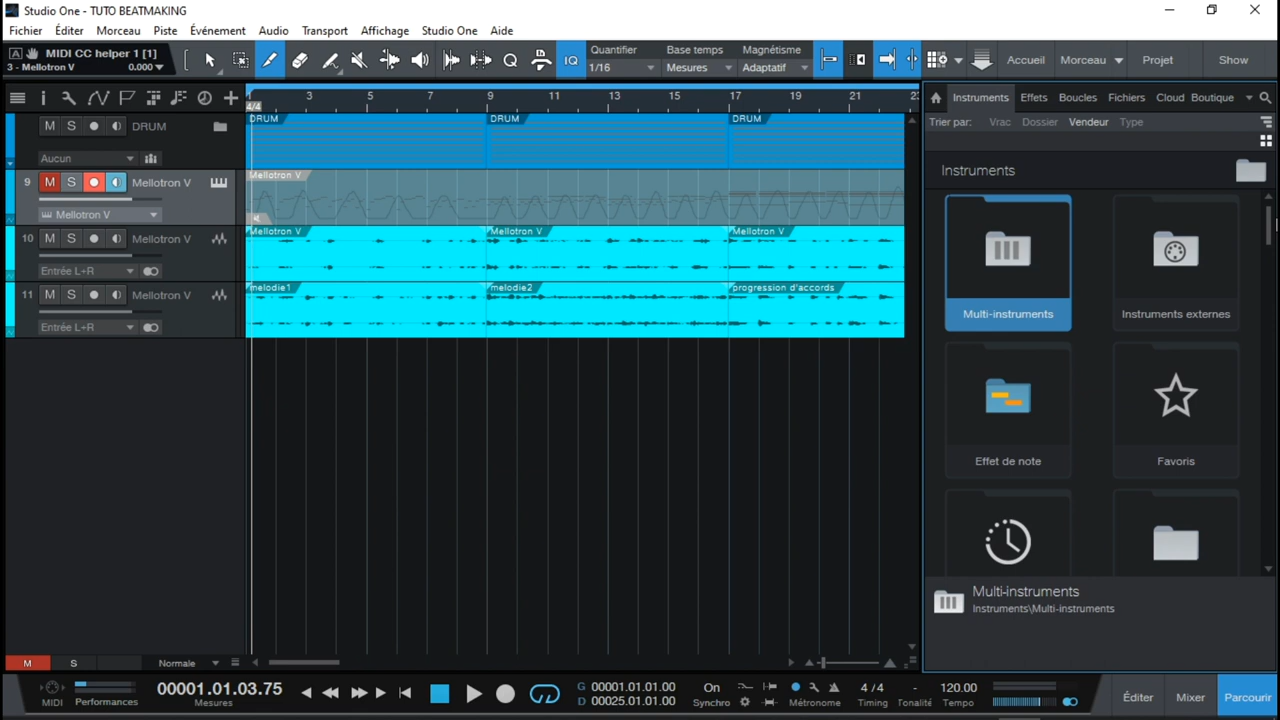 Studio One - TUTO BEATMAKING
Fichier Éditer Morceau Piste Événement Audio Transport Affichage Studio One Aide
A MIDI CC helper 1 [1]
3 - Mellotron V 0.000
IQ
Quantifier
1/16
Base temps
Mesures
Magnétisme
Adaptatif
Accueil Morceau Projet Show
3 5 7 9 11 13 15 17 19 21 23
4/4
M S DRUM
Aucun
DRUM DRUM DRUM
9 M S Mellotron V
Mellotron V
Mellotron V
10 M S Mellotron V
Entrée L+R
Mellotron V Mellotron V Mellotron V
11 M S Mellotron V
Entrée L+R
melodie1 melodie2 progression d'accords
Instruments Effets Boucles Fichiers Cloud Boutique
Trier par: Vrac Dossier Vendeur Type
Instruments
Multi-instruments
Instruments externes
Effet de note
Favoris
Multi-instruments
Instruments\Multi-instruments
M S Normale
MIDI
Performances
00001.01.03.75
Mesures
G 00001.01.01.00
D 00025.01.01.00
On
Synchro
Métronome
4 / 4
Timing
-
Tonalité
120.00
Tempo
Éditer Mixer Parcourir